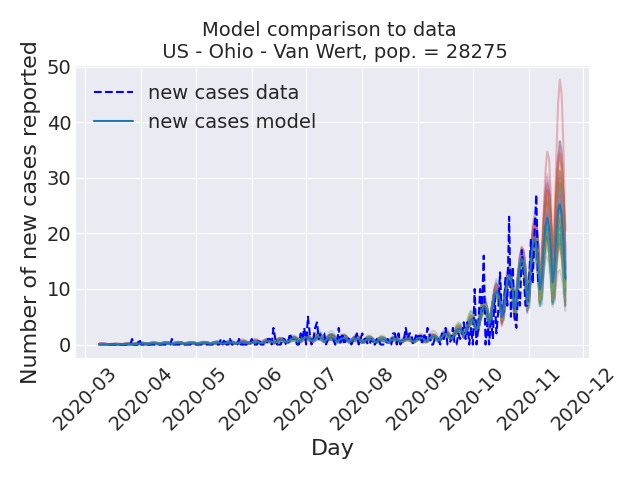 Model comparison to data
US - Ohio - Van Wert, pop. = 28275
Number of new cases reported
50
40
30
20
10
0
new cases data
new cases model
2020-03
2020-04
2020-05
2020-06
2020-07
2020-08
2020-09
2020-10
2020-11
2020-12
Day